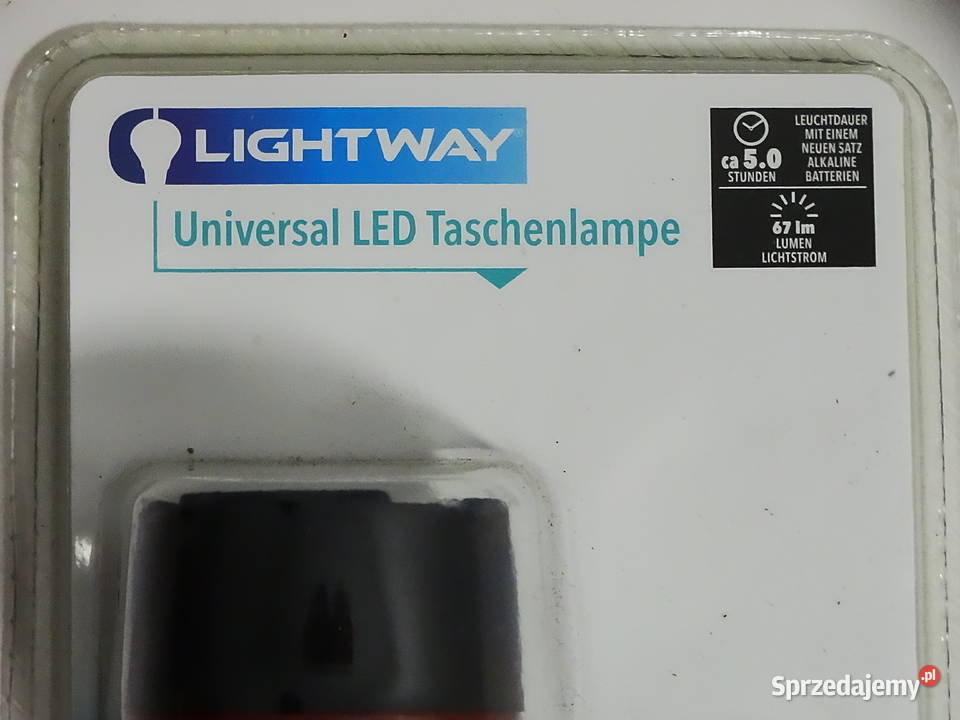 LIGHTWAY®
Universal LED Taschenlampe
ca 5.0
STUNDEN
LEUCHTDAUER
MIT EINEM
NEUEN SATZ
ALKALINE
BATTERIEN
67 lm
LUMEN
LICHTSTROM
Sprzedajemy.pl